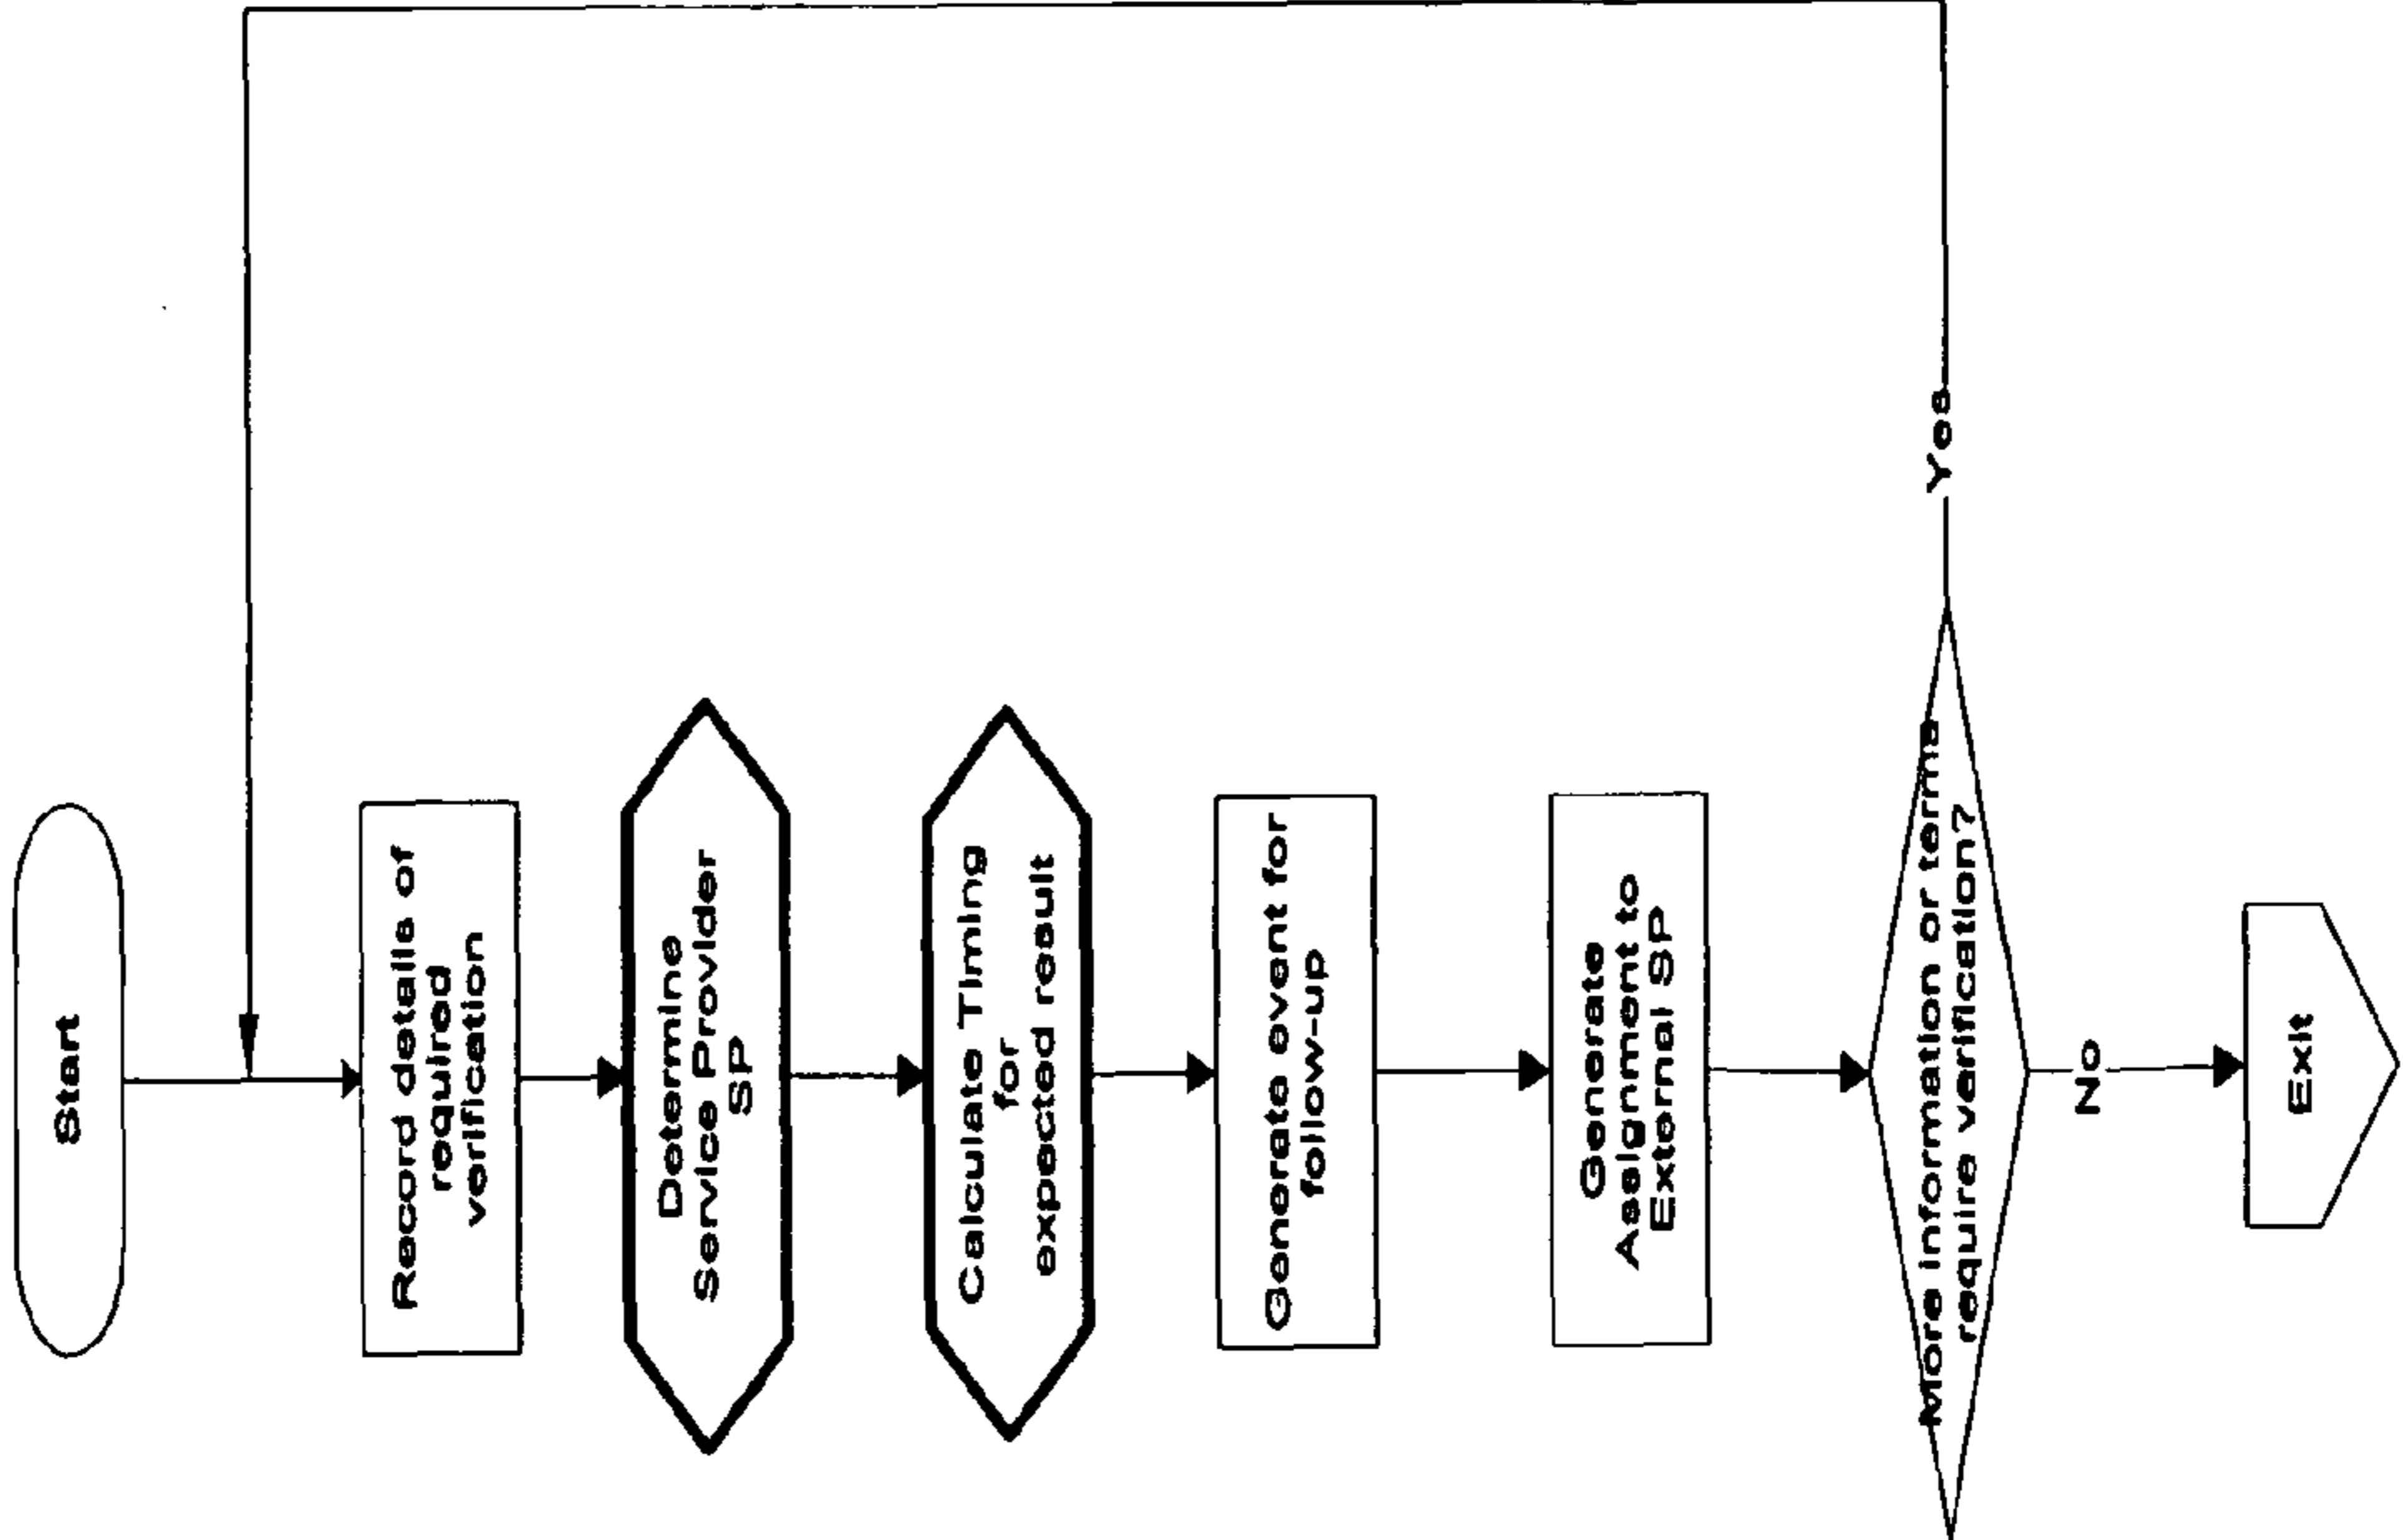 Start
Record details of
required
verification
Determine
Service Provider
SP
Calculate Timing
for
expected result
Generate event for
follow-up
Generate
Assignment to
External SP
More information or terms
require verification?
Yes
No
Exit